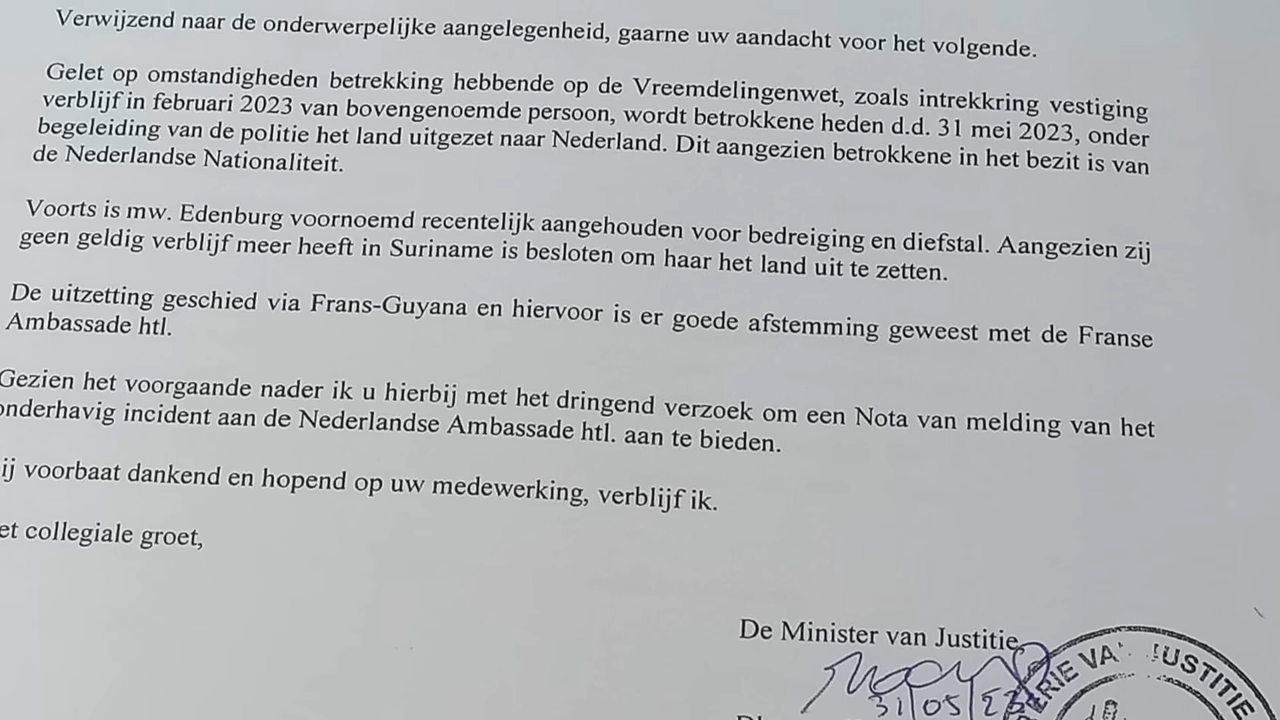 Verwijzend naar de onderwerpelijke aangelegenheid, gaarne uw aandacht voor het volgende.
Gelet op omstandigheden betrekking hebbende op de Vreemdelingenwet, zoals intrekkring vestiging
verblijf in februari 2023 van bovengenoemde persoon, wordt betrokkene heden d.d. 31 mei 2023, onder
begeleiding van de politie het land uitgezet naar Nederland. Dit aangezien betrokkene in het bezit is van
de Nederlandse Nationaliteit.
Voorts is mw. Edenburg voornoemd recentelijk aangehouden voor bedreiging en diefstal. Aangezien zij
geen geldig verblijf meer heeft in Suriname is besloten om haar het land uit te zetten.
De uitzetting geschied via Frans-Guyana en hiervoor is er goede afstemming geweest met de Franse
Ambassade htl.
Gezien het voorgaande nader ik u hierbij met het dringend verzoek om een Nota van melding van het
onderhavig incident aan de Nederlandse Ambassade htl. aan te bieden.
ij voorbaat dankend en hopend op uw medewerking, verblijf ik.
et collegiale groet,
De Minister van Justitie
31/05/23
ERIE VA JUSTITIE